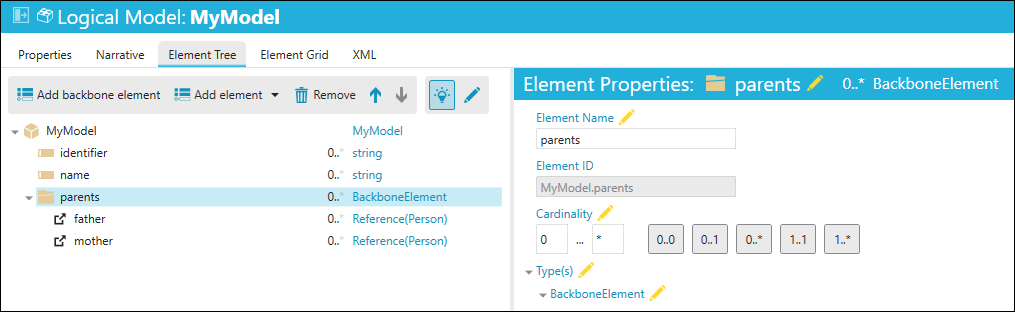 Logical Model: MyModel
Properties Narrative Element Tree Element Grid XML
Add backbone element Add element Remove
MyModel MyModel
identifier 0..* string
name 0..* string
parents 0..* BackboneElement
father 0..* Reference(Person)
mother 0..* Reference(Person)
Element Properties: parents 0..* BackboneElement
Element Name
parents
Element ID
MyModel.parents
Cardinality
0 ... * 0..0 0..1 0..* 1..1 1..*
Type(s)
BackboneElement